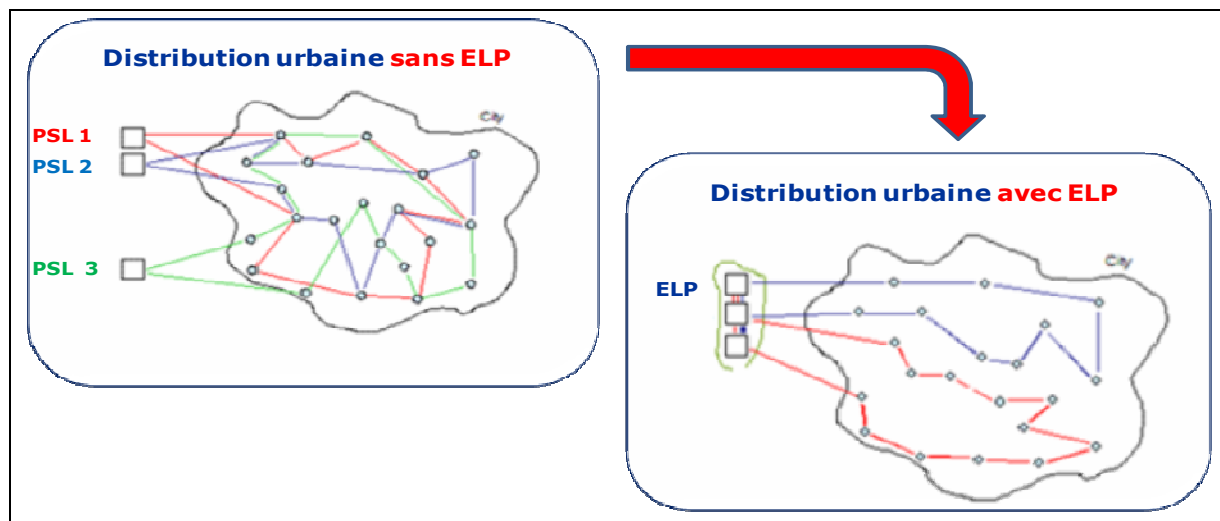 Distribution urbaine sans ELP
City
PSL 1
PSL 2
PSL 3
Distribution urbaine avec ELP
City
ELP